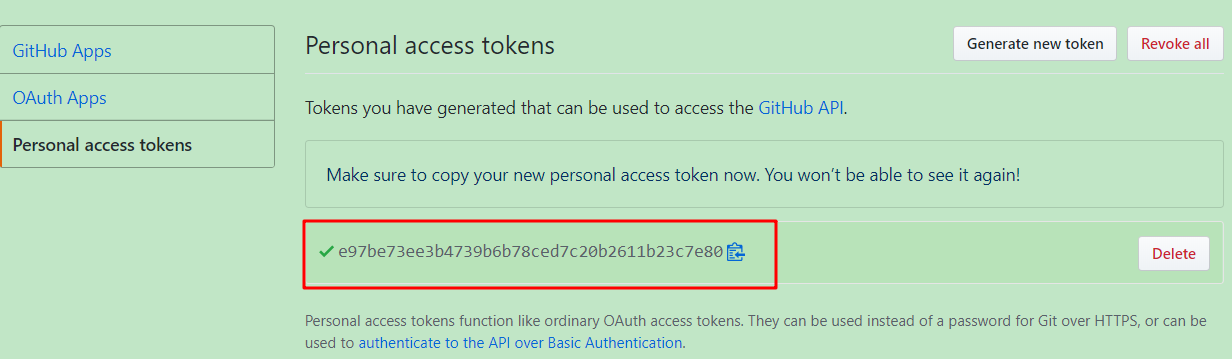 GitHub Apps
OAuth Apps
Personal access tokens
Personal access tokens
Generate new token
Revoke all
Tokens you have generated that can be used to access the GitHub API.
Make sure to copy your new personal access token now. You won't be able to see it again!
e97be73ee3b4739b6b78ced7c20b2611b23c7e80
Delete
Personal access tokens function like ordinary OAuth access tokens. They can be used instead of a password for Git over HTTPS, or can be
used to authenticate to the API over Basic Authentication.